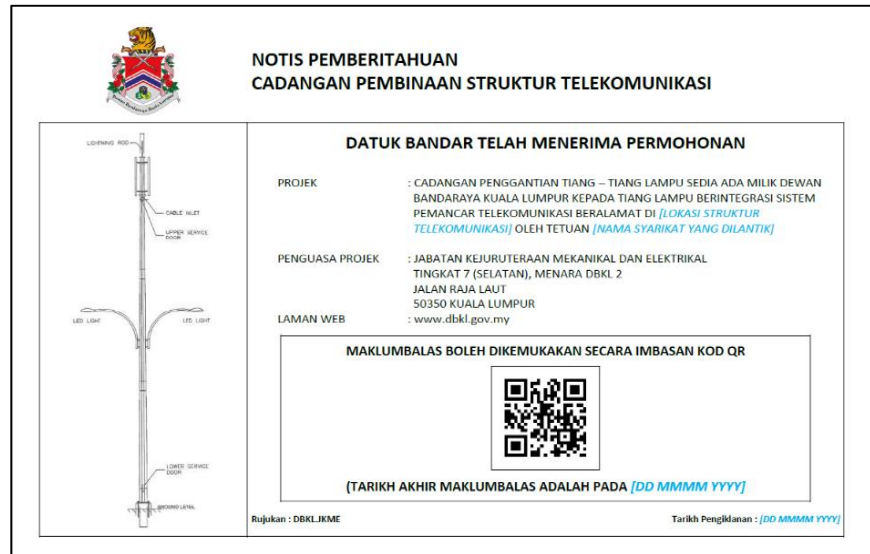 NOTIS PEMBERITAHUAN
CADANGAN PEMBINAAN STRUKTUR TELEKOMUNIKASI
LIGHTENING ROD
CABLE INLET
UPPER SERVICE
DOOR
LED LIGHT
LED LIGHT
LOWER SERVICE
DOOR
GROUND LEVEL
DATUK BANDAR TELAH MENERIMA PERMOHONAN
PROJEK : CADANGAN PENGGANTIAN TIANG – TIANG LAMPU SEDIA ADA MILIK DEWAN
BANDARAYA KUALA LUMPUR KEPADA TIANG LAMPU BERINTEGRASI SISTEM
PEMANCAR TELEKOMUNIKASI BERALAMAT DI [LOKASI STRUKTUR
TELEKOMUNIKASI] OLEH TETUAN [NAMA SYARIKAT YANG DILANTIK]
PENGUASA PROJEK : JABATAN KEJURUTERAAN MEKANIKAL DAN ELEKTRIKAL
TINGKAT 7 (SELATAN), MENARA DBKL 2
JALAN RAJA LAUT
50350 KUALA LUMPUR
LAMAN WEB : www.dbkl.gov.my
MAKLUMBALAS BOLEH DIKEMUKAKAN SECARA IMBASAN KOD QR
(TARIKH AKHIR MAKLUMBALAS ADALAH PADA [DD MMMM YYYY]
Rujukan : DBKL.JKME Tarikh Pengiklanan : [DD MMMM YYYY]